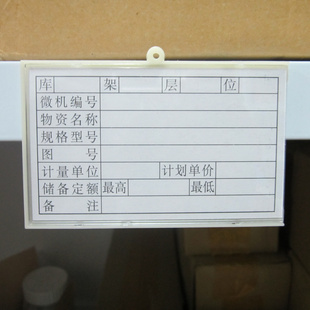 库 架 层 位
微机编号
物资名称
规格型号
图 号
计量单位 计划单价
储备定额 最高 最低
备 注